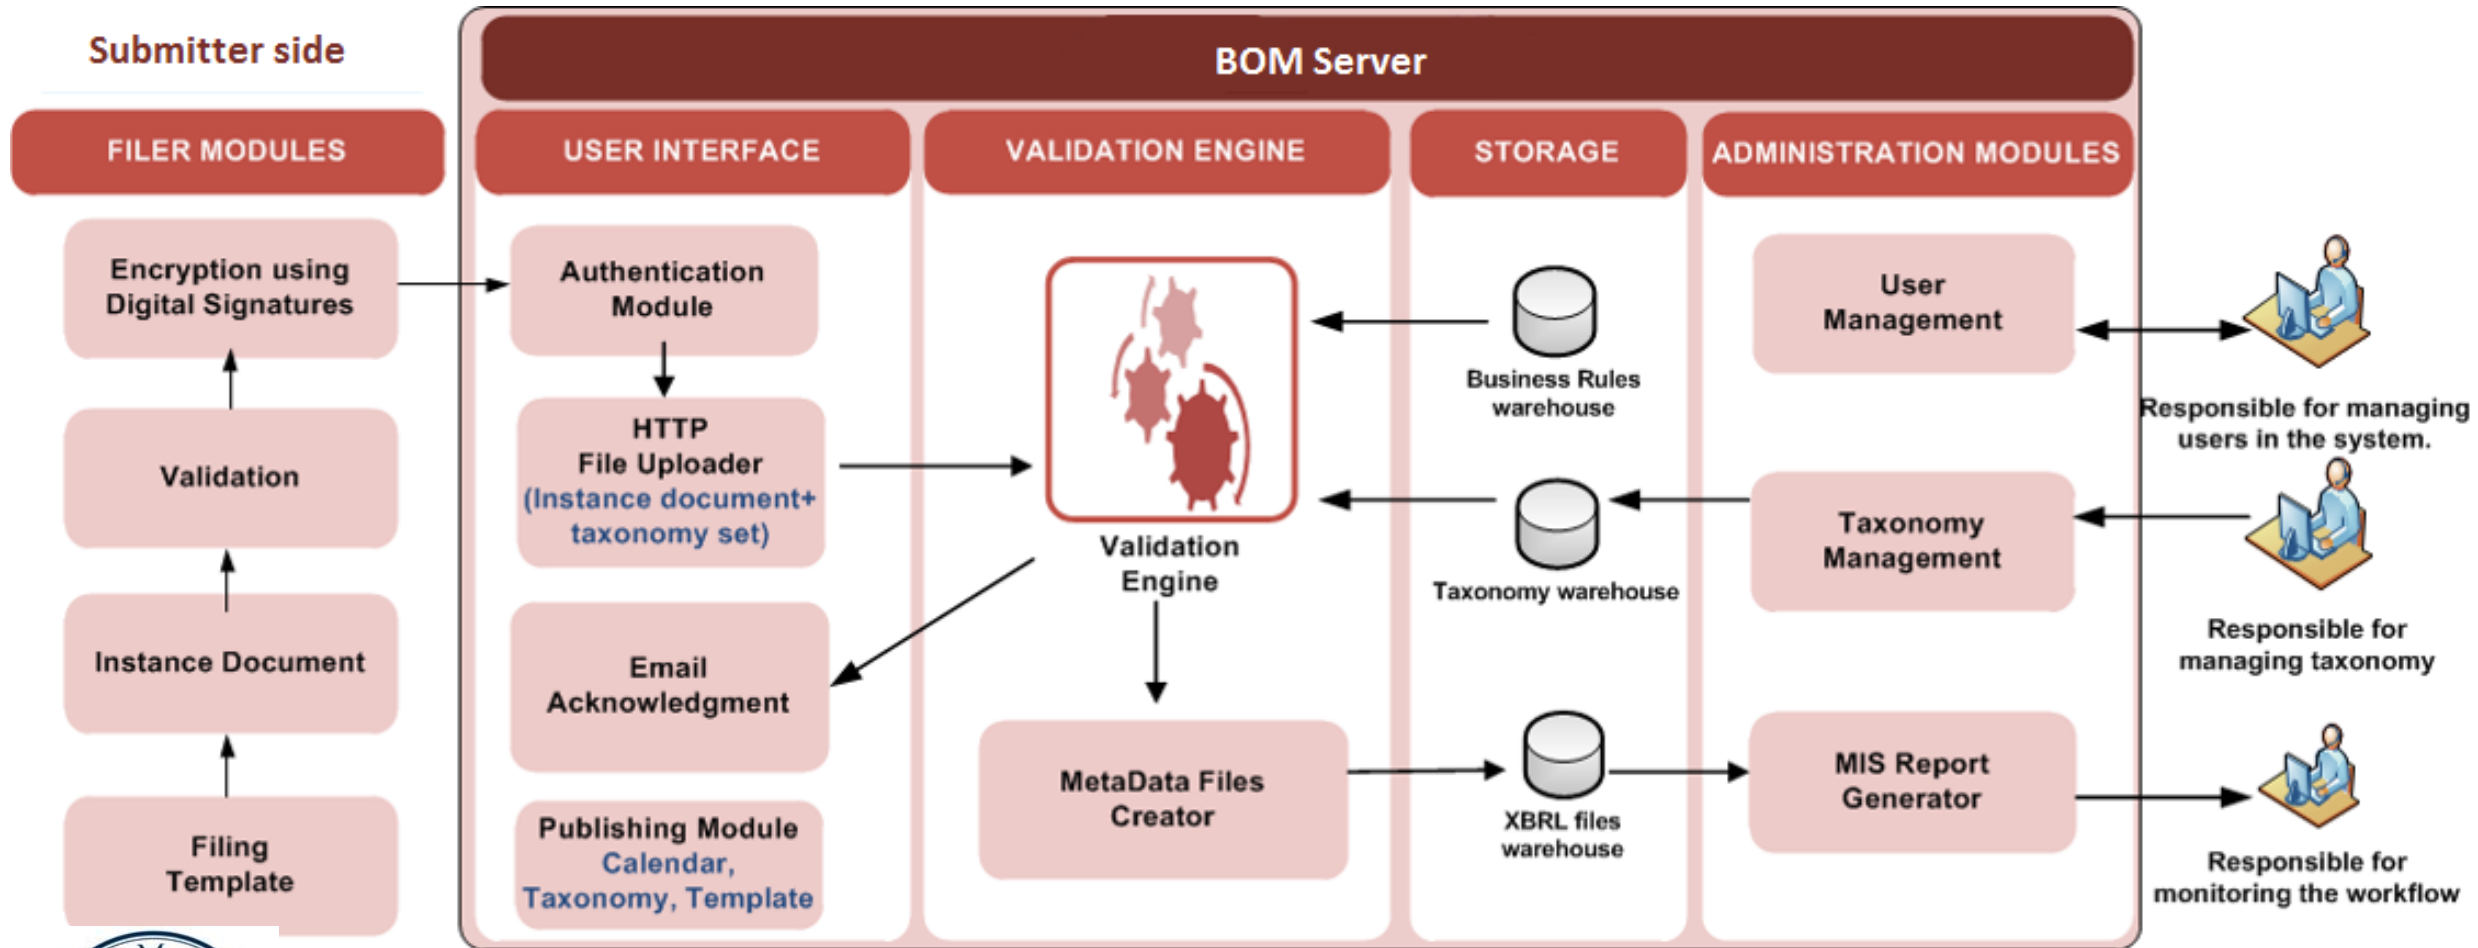 Submitter side
BOM Server
FILER MODULES
USER INTERFACE
VALIDATION ENGINE
STORAGE
ADMINISTRATION MODULES
Encryption using
Digital Signatures
Validation
Instance Document
Filing
Template
Authentication
Module
HTTP
File Uploader
(Instance document+
taxonomy set)
Email
Acknowledgment
Publishing Module
Calendar,
Taxonomy, Template
Validation
Engine
MetaData Files
Creator
Business Rules
warehouse
Taxonomy warehouse
XBRL files
warehouse
User
Management
Taxonomy
Management
MIS Report
Generator
Responsible for managing
users in the system.
Responsible for
managing taxonomy
Responsible for
monitoring the workflow